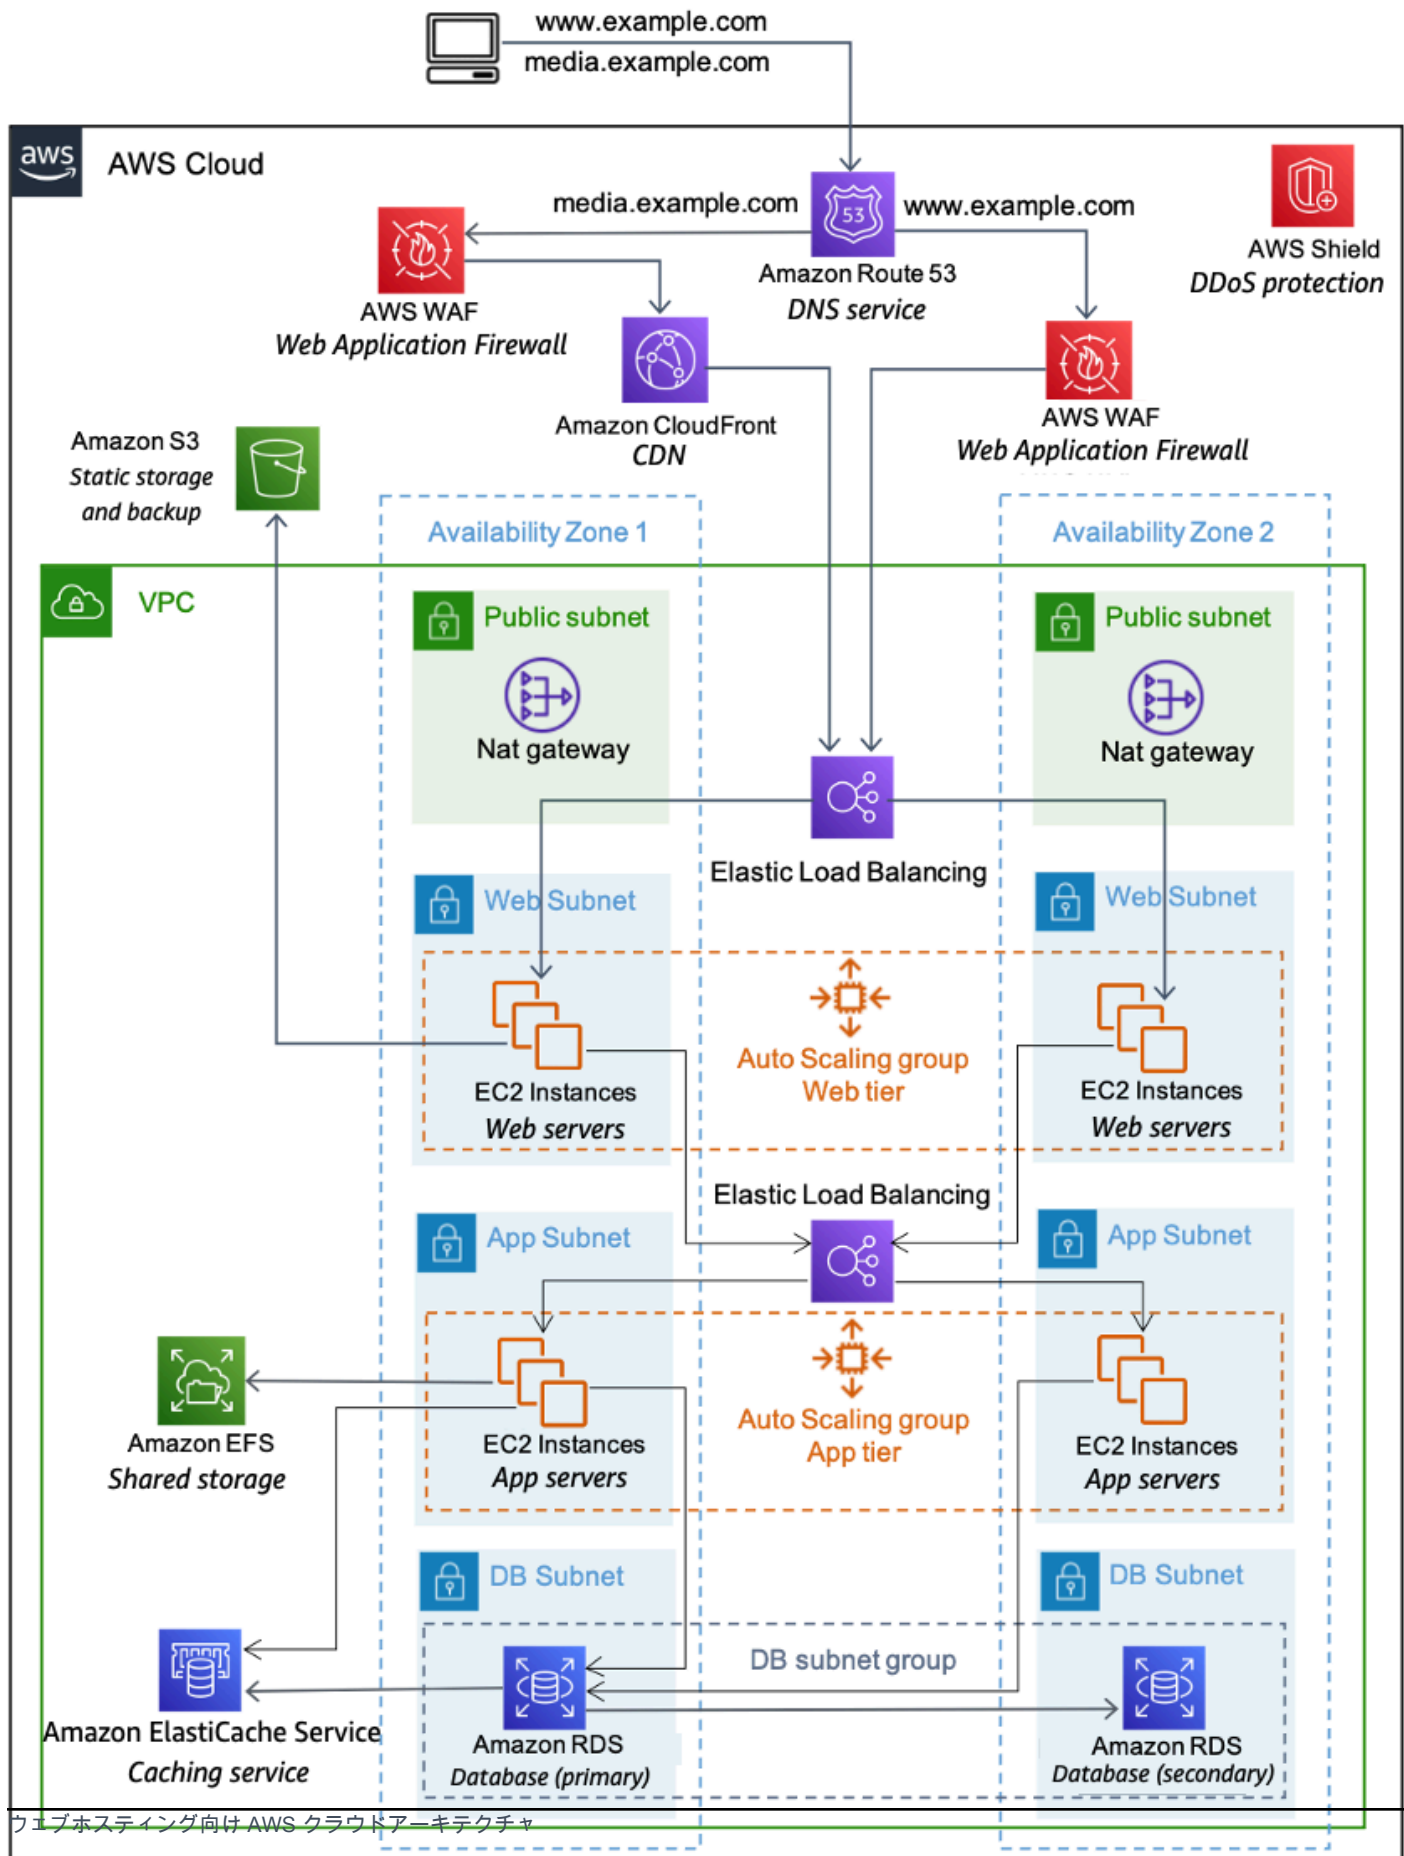 www.example.com
media.example.com
aws
AWS Cloud
media.example.com
53
www.example.com
Amazon Route 53
DNS service
AWS Shield
DDoS protection
AWS WAF
Web Application Firewall
Amazon CloudFront
CDN
AWS WAF
Web Application Firewall
Amazon S3
Static storage
and backup
Availability Zone 1
Availability Zone 2
VPC
Public subnet
Nat gateway
Public subnet
Nat gateway
Elastic Load Balancing
Web Subnet
Web Subnet
EC2 Instances
Web servers
Auto Scaling group
Web tier
EC2 Instances
Web servers
Elastic Load Balancing
App Subnet
App Subnet
Amazon EFS
Shared storage
EC2 Instances
App servers
Auto Scaling group
App tier
EC2 Instances
App servers
DB Subnet
DB Subnet
DB subnet group
Amazon ElastiCache Service
Caching service
Amazon RDS
Database (primary)
Amazon RDS
Database (secondary)
ウェブホスティング向け AWS クラウドアーキテクチャ